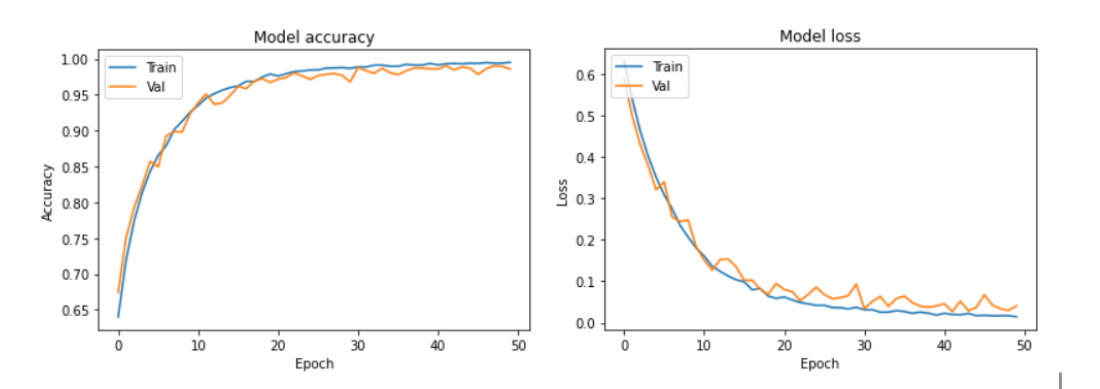 Model accuracy
Train
Val
1.00
0.95
0.90
0.85
0.80
0.75
0.70
0.65
Accuracy
0 10 20 30 40 50
Epoch
Model loss
Train
Val
0.6
0.5
0.4
0.3
0.2
0.1
0.0
Loss
0 10 20 30 40 50
Epoch